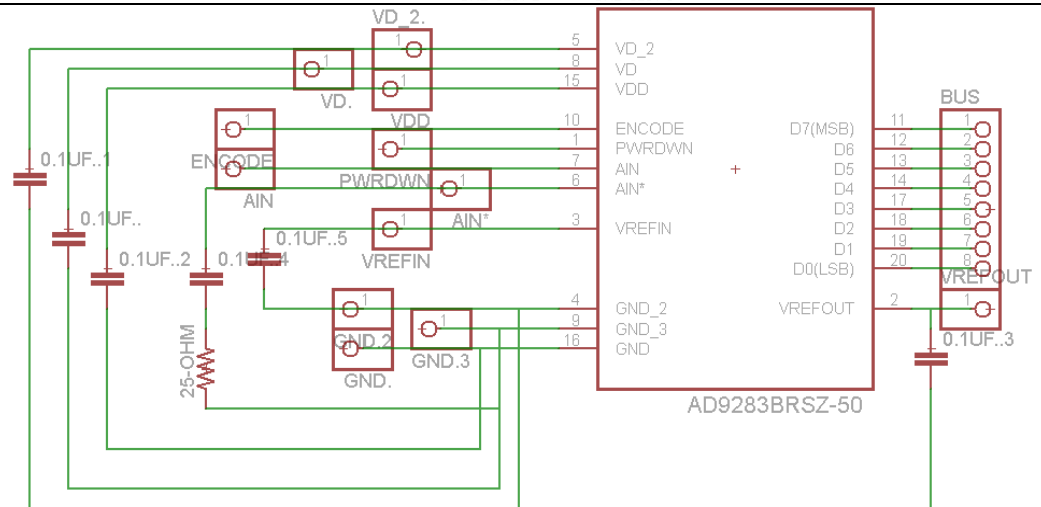 VD_2.
1
5 VD_2
1
8 VD
VD.
1
15 VDD
VDD
BUS
1
10 ENCODE D7(MSB) 11 1
ENCODE
1
1 PWRDWN D6 12 2
0.1UF..1
1
7 AIN D5 13 3
PWRDWN
1
6 AIN* D4 14 4
AIN
D3 17 5
AIN*
0.1UF..
1
3 VREFIN D2 18 6
0.1UF..5
D1 19 7
0.1UF..2
0.1UF..4
VREFIN
D0(LSB) 20 8
VREFOUT
1
4 GND_2 VREFOUT 2 1
1
9 GND_3
GND.2
0.1UF..3
1
16 GND
GND.3
25-OHM
GND.
AD9283BRSZ-50